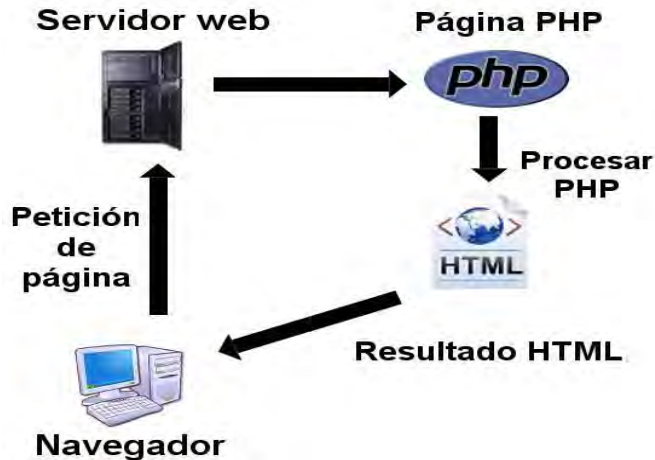 Servidor web
Página PHP
php
Procesar
PHP
Petición
de
página
< >
HTML
Resultado HTML
Navegador